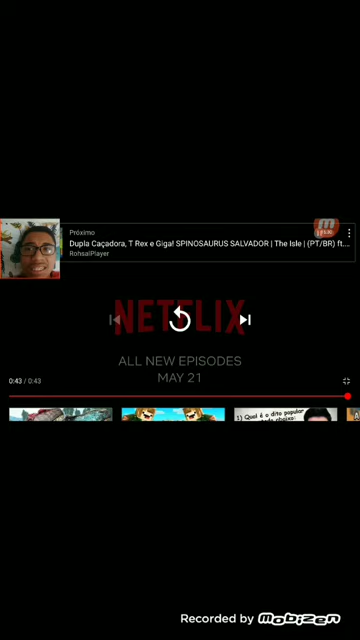 Próximo
Dupla Caçadora, T Rex e Giga! SPINOSAURUS SALVADOR | The Isle | (PT/BR) ft....
RohsalPlayer
NETFLIX
ALL NEW EPISODES
MAY 21
0:43 / 0:43
1) Qual é o dito popular
Recorded by mobizen